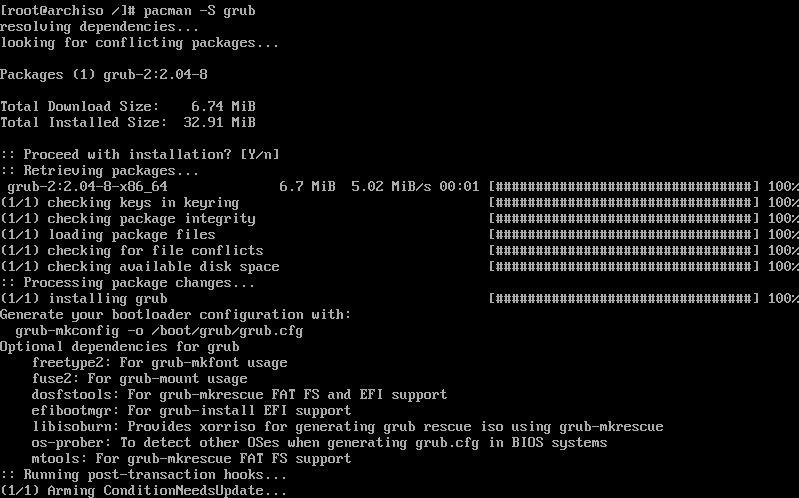 [root@archiso /]# pacman -S grub
resolving dependencies...
looking for conflicting packages...
Packages (1) grub-2:2.04-8
Total Download Size:    6.74 MiB
Total Installed Size:  32.91 MiB
:: Proceed with installation? [Y/n]
:: Retrieving packages...
 grub-2:2.04-8-x86_64              6.7 MiB  5.02 MiB/s 00:01 [################################] 100%
(1/1) checking keys in keyring                               [################################] 100%
(1/1) checking package integrity                             [################################] 100%
(1/1) loading package files                                  [################################] 100%
(1/1) checking for file conflicts                            [################################] 100%
(1/1) checking available disk space                          [################################] 100%
:: Processing package changes...
(1/1) installing grub                                        [################################] 100%
Generate your bootloader configuration with:
  grub-mkconfig -o /boot/grub/grub.cfg
Optional dependencies for grub
    freetype2: For grub-mkfont usage
    fuse2: For grub-mount usage
    dosfstools: For grub-mkrescue FAT FS and EFI support
    efibootmgr: For grub-install EFI support
    libisoburn: Provides xorriso for generating grub rescue iso using grub-mkrescue
    os-prober: To detect other OSes when generating grub.cfg in BIOS systems
    mtools: For grub-mkrescue FAT FS support
:: Running post-transaction hooks...
(1/1) Arming ConditionNeedsUpdate...